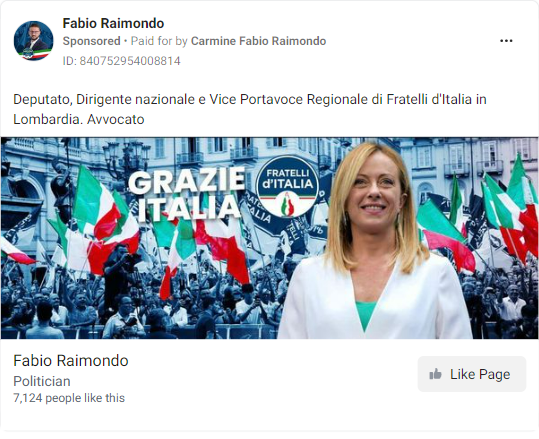 Fabio Raimondo
Sponsored • Paid for by Carmine Fabio Raimondo
ID: 840752954008814
Deputato, Dirigente nazionale e Vice Portavoce Regionale di Fratelli d'Italia in
Lombardia. Avvocato
GRAZIE
ITALIA
FRATELLI
d'ITALIA
Fabio Raimondo
Politician
7,124 people like this
Like Page